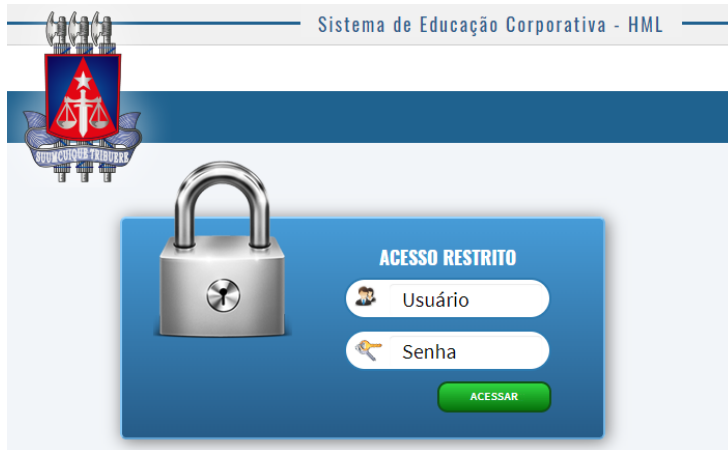 Sistema de Educação Corporativa - HML
SUUM CUIQUE TRIBUERE
ACESSO RESTRITO
Usuário
Senha
ACESSAR